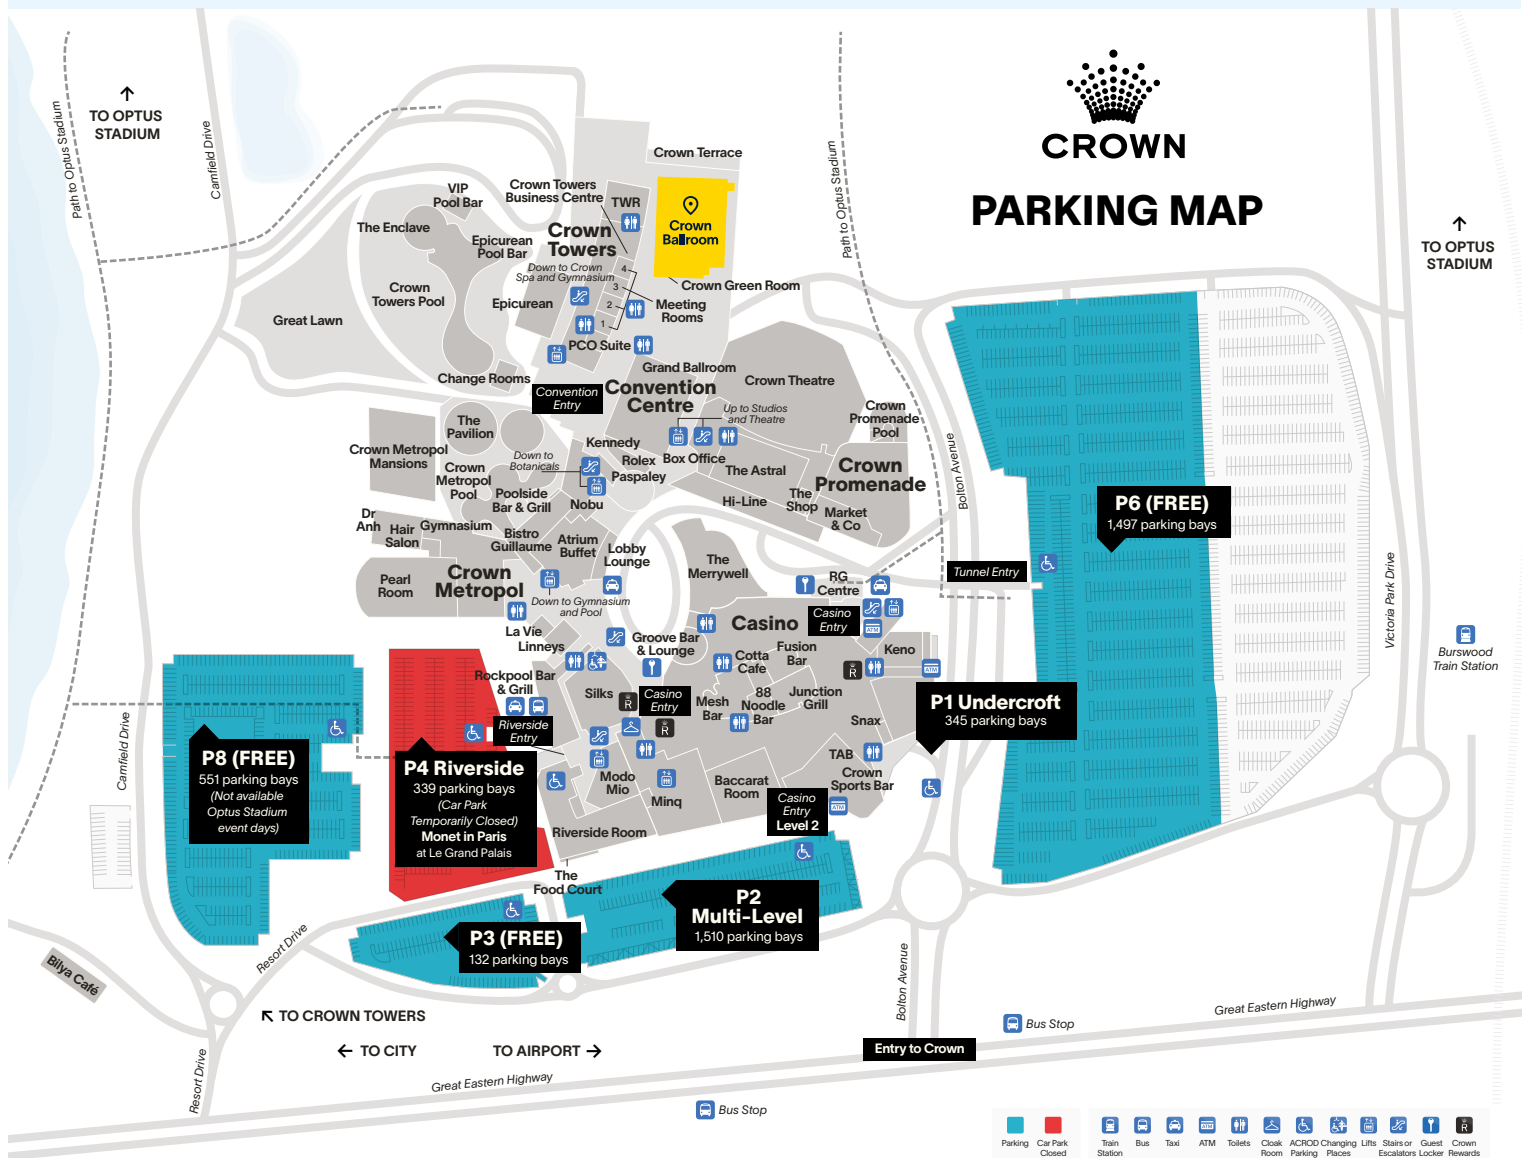 CROWN
PARKING MAP
TO OPTUS
STADIUM
Path to Optus Stadium
Camfield Drive
Path to Optus Stadium
TO OPTUS
STADIUM
Crown Terrace
Crown Towers
Business Centre
TWR
Crown
Ballroom
VIP
Pool Bar
The Enclave
Epicurean
Pool Bar
Crown
Towers
Down to Crown
Spa and Gymnasium
4
3
2
1
Crown Green Room
Meeting
Rooms
Crown
Towers Pool
Epicurean
Great Lawn
PCO Suite
Grand Ballroom
Change Rooms
Convention
Entry
Convention
Centre
Crown Theatre
Up to Studios
and Theatre
Crown
Promenade
Pool
The
Pavilion
Crown Metropol
Mansions
Crown
Metropol
Pool
Down to
Botanicals
Kennedy
Rolex
Paspaley
Box Office
The Astral
Crown
Promenade
Bolton Avenue
Poolside
Bar & Grill
Nobu
Hi-Line
The
Shop
Market
& Co
P6 (FREE)
1,497 parking bays
Dr
Anh
Hair
Salon
Gymnasium
Bistro
Guillaume
Atrium
Buffet
Lobby
Lounge
The
Merrywell
Pearl
Room
Crown
Metropol
Down to Gymnasium
and Pool
RG
Centre
Tunnel Entry
Casino
Entry
Casino
Victoria Park Drive
Burswood
Train Station
La Vie
Linneys
Groove Bar
& Lounge
Cotta
Cafe
Fusion
Bar
Keno
ATM
ATM
Rockpool Bar
& Grill
Silks
R
Casino
Entry
R
R
Mesh
Bar
88
Noodle
Bar
Junction
Grill
Snax
P1 Undercroft
345 parking bays
Riverside
Entry
Camfield Drive
P8 (FREE)
551 parking bays
(Not available
Optus Stadium
event days)
P4 Riverside
339 parking bays
(Car Park
Temporarily Closed)
Monet in Paris
at Le Grand Palais
Modo
Mio
Minq
Baccarat
Room
TAB
Crown
Sports Bar
Casino
Entry
Level 2
ATM
Riverside Room
The
Food Court
P2
Multi-Level
1,510 parking bays
P3 (FREE)
132 parking bays
Resort Drive
Bilya Café
Bolton Avenue
TO CROWN TOWERS
TO CITY
TO AIRPORT
Entry to Crown
Bus Stop
Great Eastern Highway
Great Eastern Highway
Resort Drive
Bus Stop
Parking
Car Park
Closed
Train
Station
Bus
Taxi
ATM
ATM
Toilets
Cloak
Room
ACROD
Parking
Changing
Places
Lifts
Stairs or
Escalators
Guest
Locker
R
Crown
Rewards